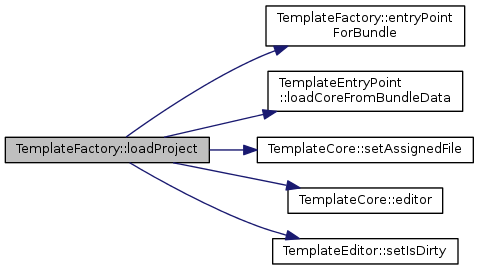 TemplateFactory::entryPoint
ForBundle
TemplateEntryPoint
::loadCoreFromBundleData
TemplateFactory::loadProject
TemplateCore::setAssignedFile
TemplateCore::editor
TemplateEditor::setIsDirty